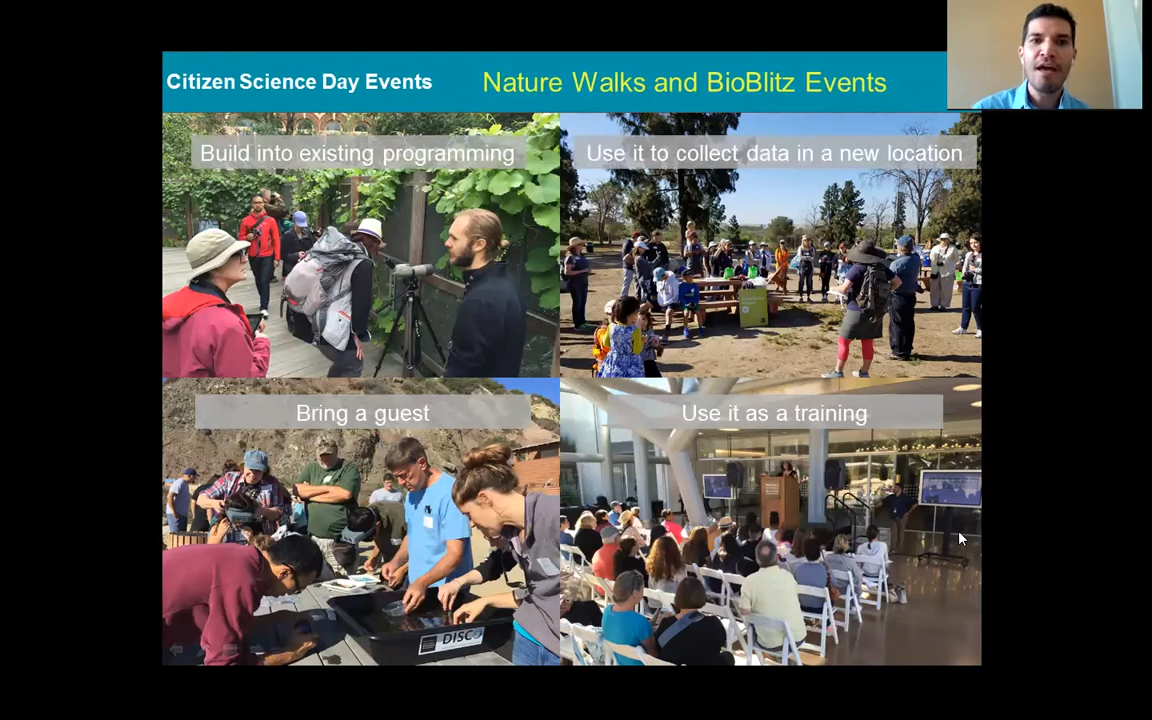 Citizen Science Day Events
Nature Walks and BioBlitz Events
Build into existing programming
Use it to collect data in a new location
Bring a guest
Use it as a training
DISCO